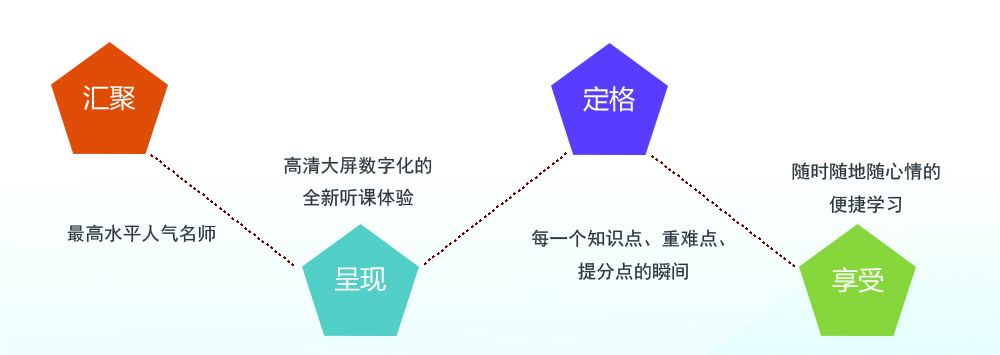 汇聚
最高水平人气名师
高清大屏数字化的
全新听课体验
呈现
定格
每一个知识点、重难点、
提分点的瞬间
随时随地随心情的
便捷学习
享受